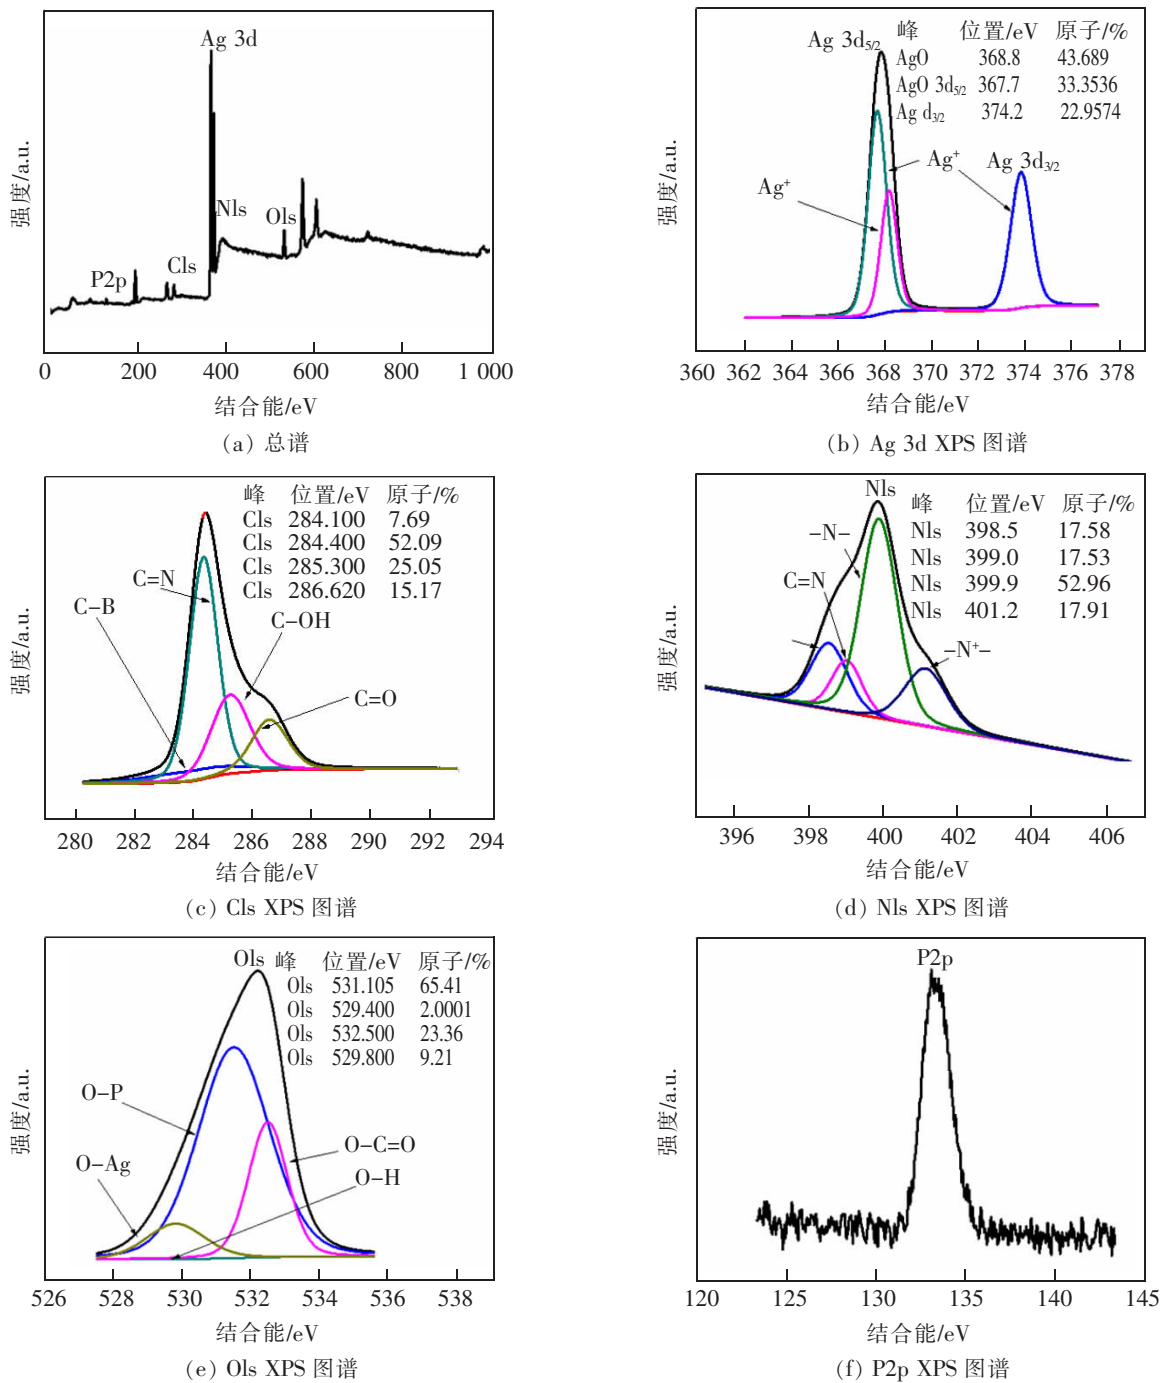 Ag 3d
Nls
Ols
P2p
Cls
强度/a.u.
0 200 400 600 800 1 000
结合能/eV
(a) 总谱
Ag 3d5/2
峰 位置/eV 原子/%
AgO 368.8 43.689
AgO 3d5/2 367.7 33.3536
Ag d3/2 374.2 22.9574
Ag+
Ag+
Ag 3d3/2
强度/a.u.
360 362 364 366 368 370 372 374 376 378
结合能/eV
(b) Ag 3d XPS 图谱
峰 位置/eV 原子/%
Cls 284.100 7.69
Cls 284.400 52.09
Cls 285.300 25.05
Cls 286.620 15.17
C=N
C-B
C-OH
C=O
强度/a.u.
280 282 284 286 288 290 292 294
结合能/eV
(c) Cls XPS 图谱
Nls
峰 位置/eV 原子/%
Nls 398.5 17.58
Nls 399.0 17.53
Nls 399.9 52.96
Nls 401.2 17.91
-N-
C=N
-N+-
强度/a.u.
396 398 400 402 404 406
结合能/eV
(d) Nls XPS 图谱
Ols
峰 位置/eV 原子/%
Ols 531.105 65.41
Ols 529.400 2.0001
Ols 532.500 23.36
Ols 529.800 9.21
O-P
O-Ag
O-C=O
O-H
强度/a.u.
526 528 530 532 534 536 538
结合能/eV
(e) Ols XPS 图谱
P2p
强度/a.u.
120 125 130 135 140 145
结合能/eV
(f) P2p XPS 图谱